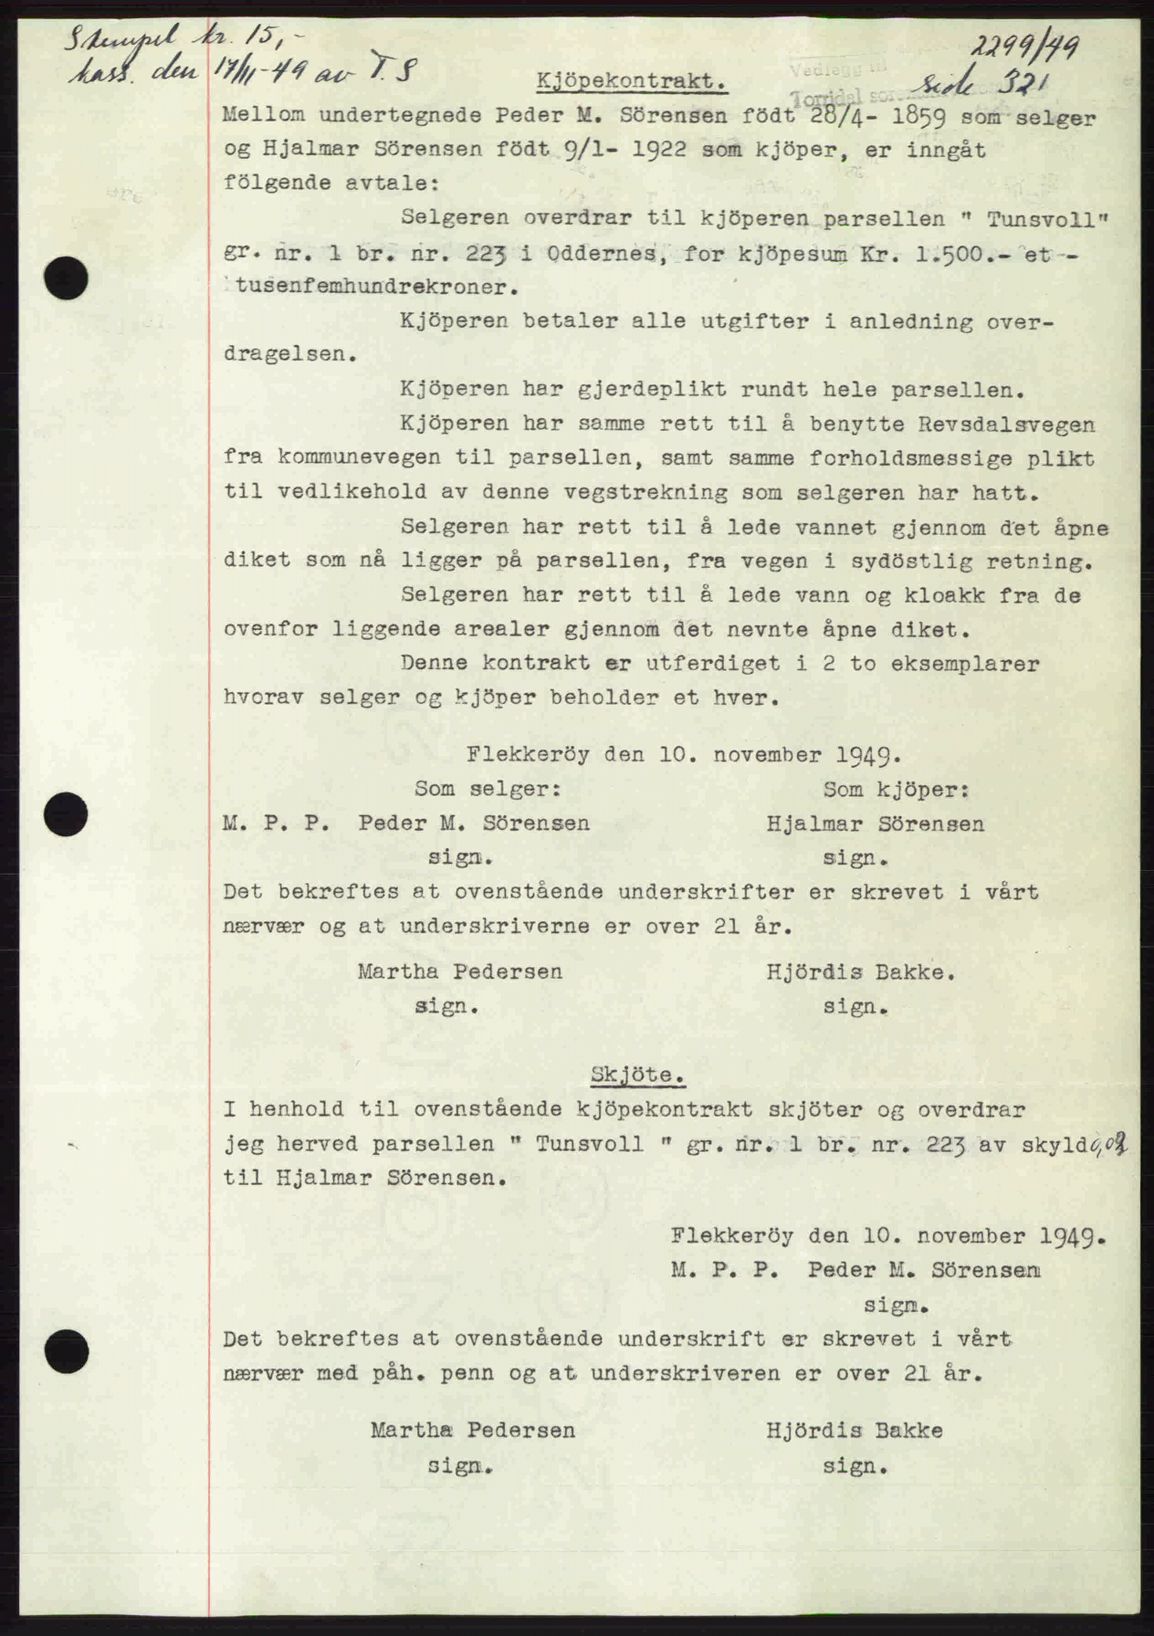 Stempel kr. 15,-
kass. den 17/11-49 av T. S
2299/49
side 321
Vedlegg til
Torridal
Kjöpekontrakt.
Mellom undertegnede Peder M. Sörensen födt 28/4- 1859 som selger
og Hjalmar Sörensen födt 9/1- 1922 som kjöper, er inngåt
fölgende avtale:
Selgeren overdrar til kjöperen parsellen " Tunsvoll"
gr. nr. 1 br. nr. 223 i Oddernes, for kjöpesum Kr. 1.500.- et -
tusenfemhundrekroner.
Kjöperen betaler alle utgifter i anledning over-
dragelsen.
Kjöperen har gjerdeplikt rundt hele parsellen.
Kjöperen har samme rett til å benytte Revsdalsvegen
fra kommunevegen til parsellen, samt samme forholdsmessige plikt
til vedlikehold av denne vegstrekning som selgeren har hatt.
Selgeren har rett til å lede vannet gjennom det åpne
diket som nå ligger på parsellen, fra vegen i sydöstlig retning.
Selgeren har rett til å lede vann og kloakk fra de
ovenfor liggende arealer gjennom det nevnte åpne diket.
Denne kontrakt er utferdiget i 2 to eksemplarer
hvorav selger og kjöper beholder et hver.
Flekkeröy den 10. november 1949.
Som selger: Som kjöper:
M. P. P. Peder M. Sörensen Hjalmar Sörensen
sign. sign.
Det bekreftes at ovenstående underskrifter er skrevet i vårt
nærvær og at underskriverne er over 21 år.
Martha Pedersen Hjördis Bakke.
sign. sign.
Skjöte.
I henhold til ovenstående kjöpekontrakt skjöter og overdrar
jeg herved parsellen " Tunsvoll " gr. nr. 1 br. nr. 223 av skyld
til Hjalmar Sörensen.
Flekkeröy den 10. november 1949.
M. P. P. Peder M. Sörensen
sign.
Det bekreftes at ovenstående underskrift er skrevet i vårt
nærvær med påh. penn og at underskriveren er over 21 år.
Martha Pedersen Hjördis Bakke
sign. sign.